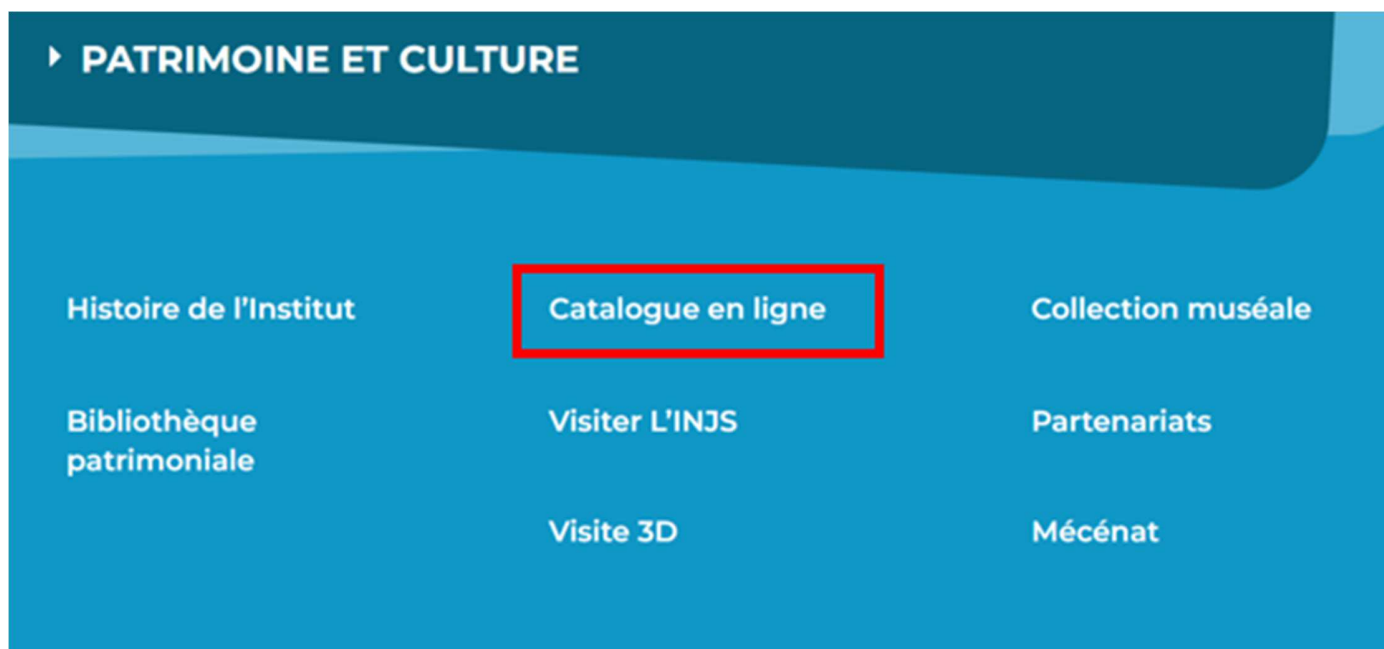 PATRIMOINE ET CULTURE
Histoire de l’Institut
Catalogue en ligne
Collection muséale
Bibliothèque
patrimoniale
Visiter L’INJS
Partenariats
Visite 3D
Mécénat